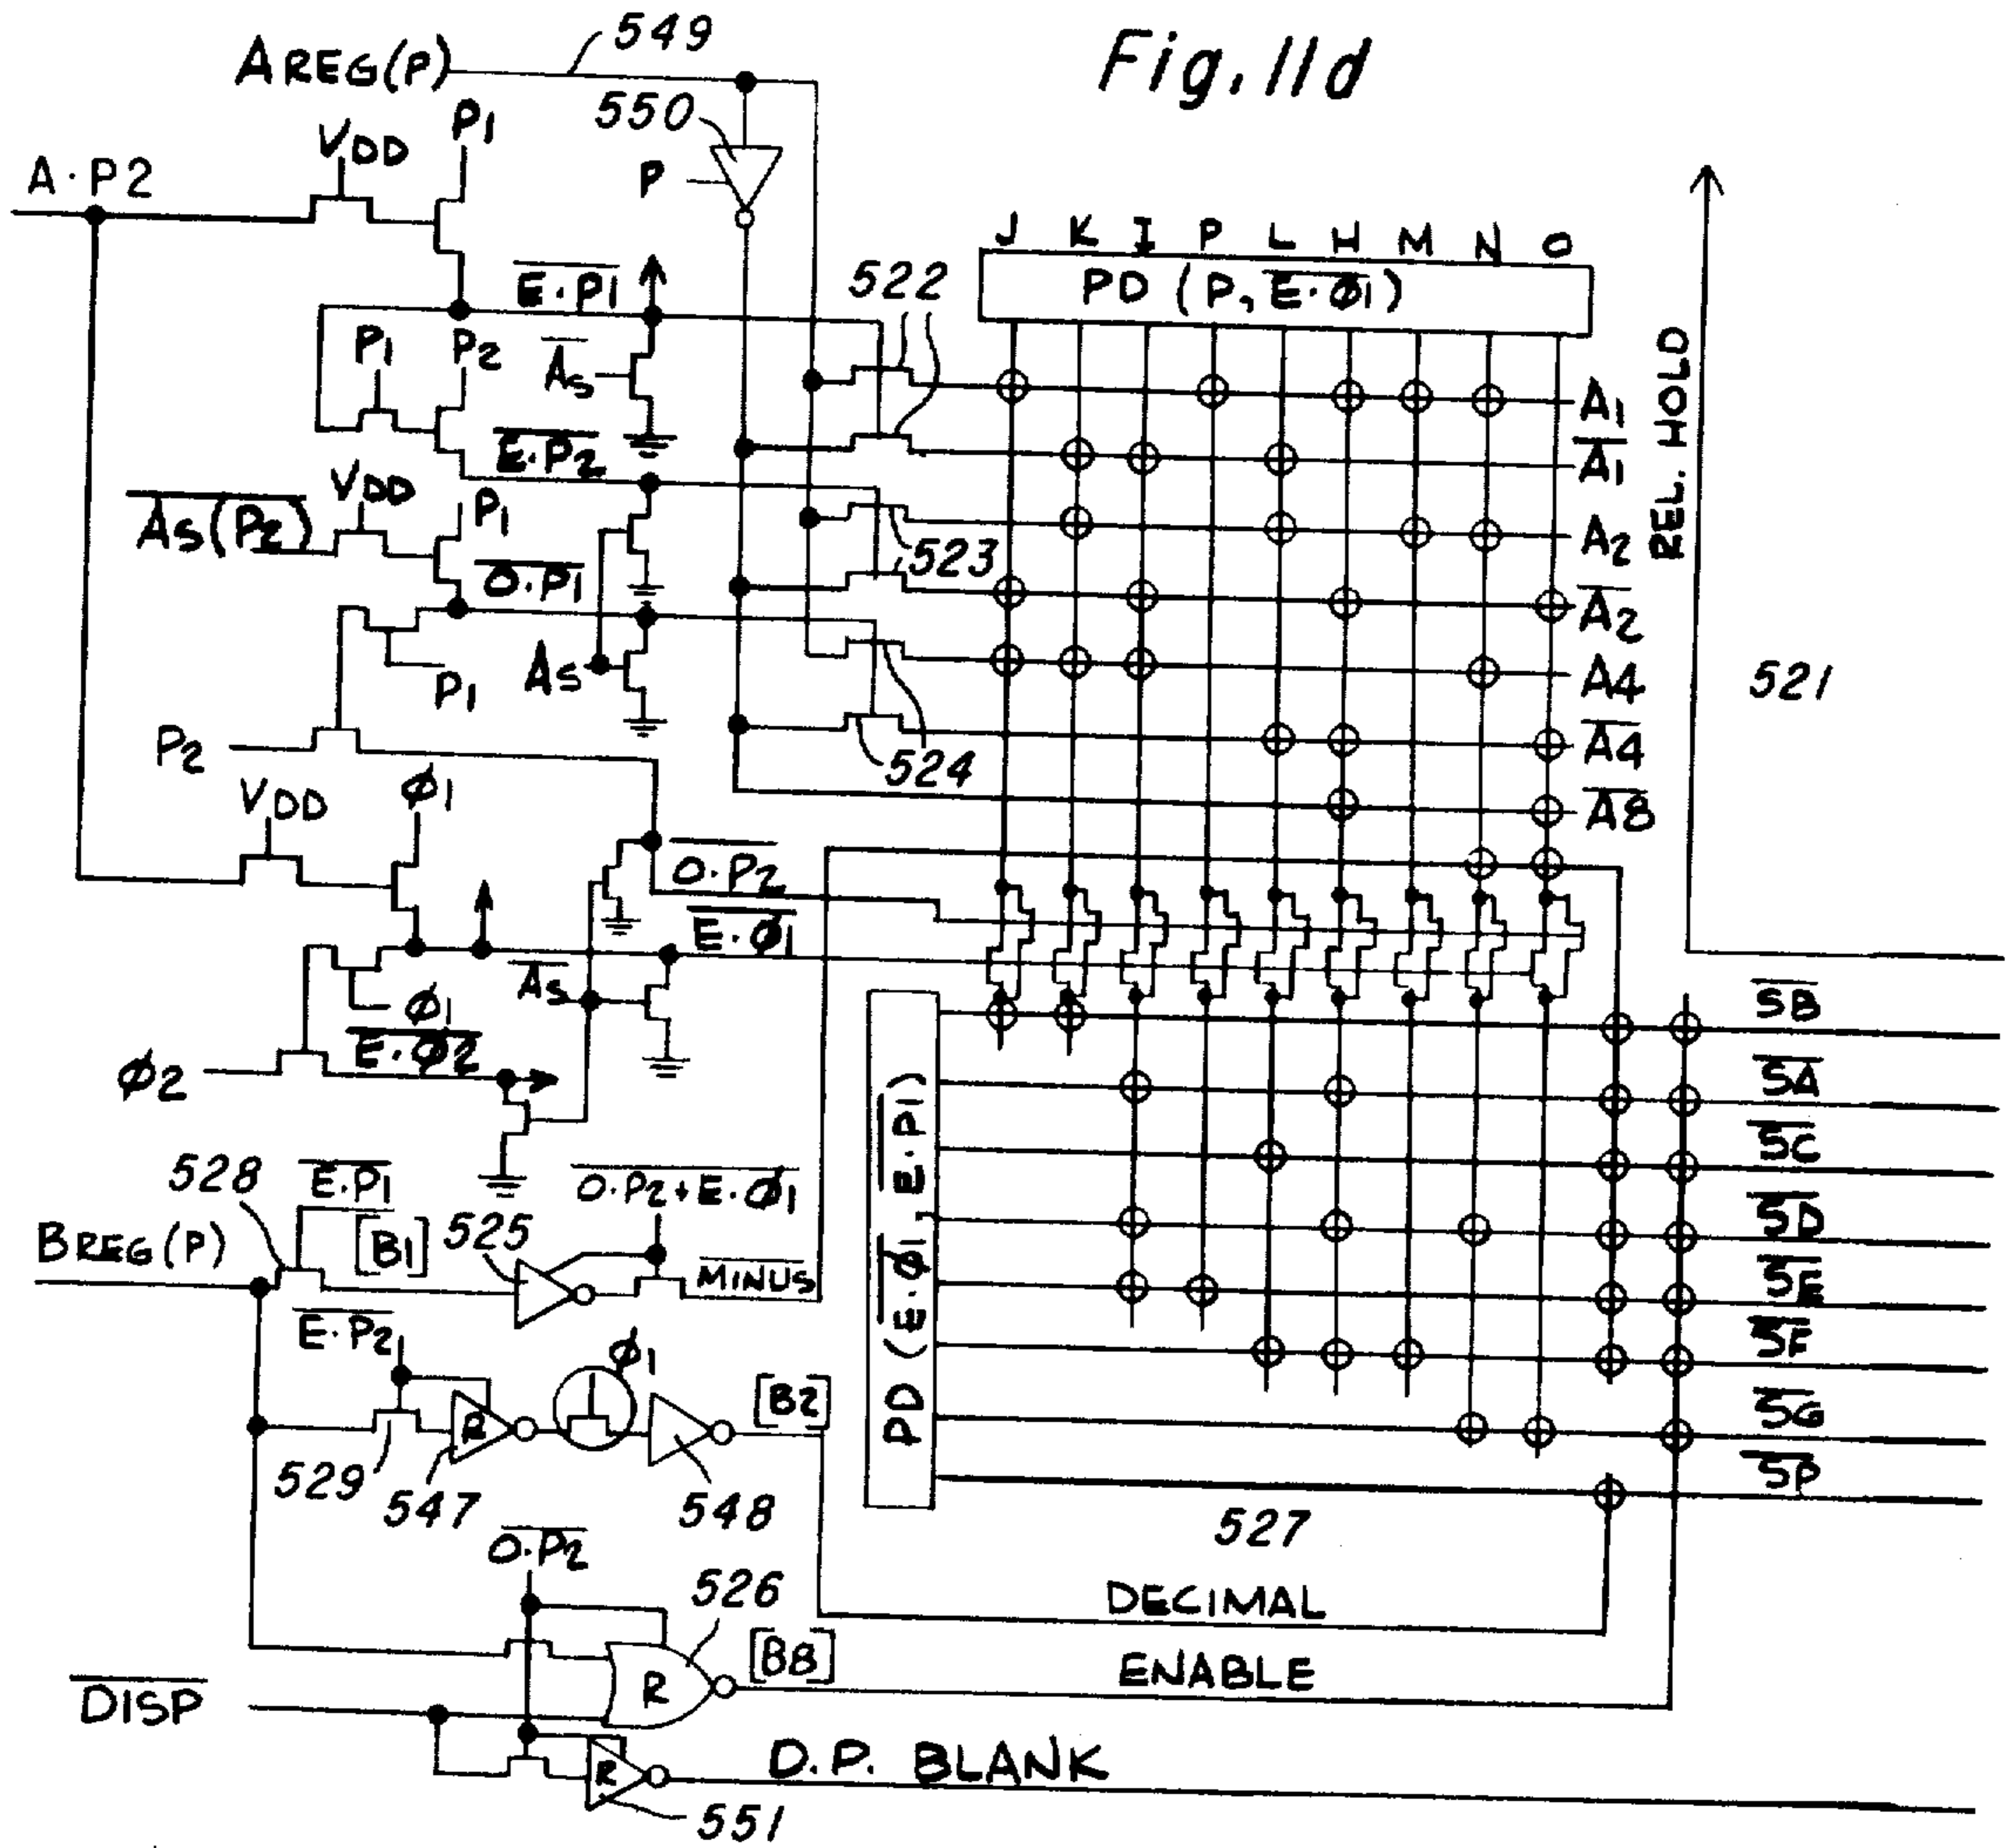 Fig. 11d
549
AREG(P)
550
P1
VDD
P
A·P2
J K I P L H M N O
PD (P, E·Φ1)
E·P1
522
P1
P2
As
A1
A1
REL. HOLD
E·P2
VDD
As(P2)
P1
A2
523
O·P1
A2
As
P1
A4
521
P2
A4
524
Φ1
VDD
A8
O·P2
E·Φ1
As
Φ1
SB
E·Φ2
Φ2
SA
SC
PD (E·Φ1, E·P1)
528
E·P1
O·P2+E·Φ1
SD
BREG(P)
[B1]
525
MINUS
SE
E·P2
Φ1
SF
[B2]
R
SG
529
547
548
SP
527
O·P2
526
DECIMAL
[B8]
ENABLE
DISP
R
D.P. BLANK
R
551